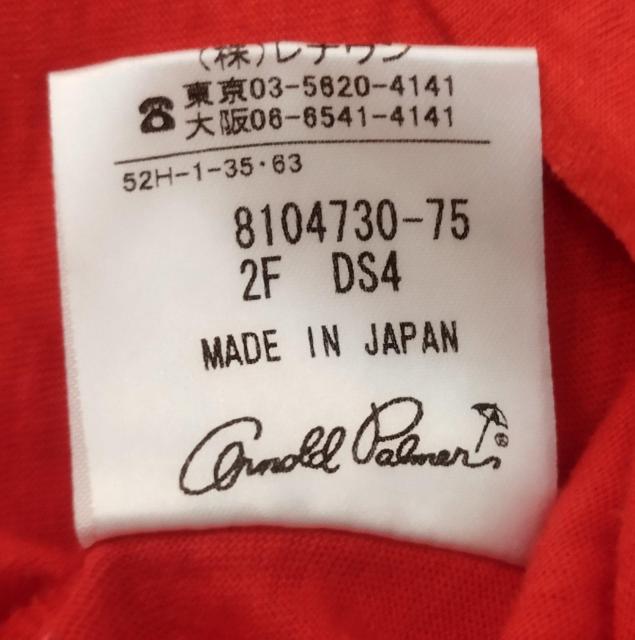 (株)レナウン
☎ 東京03-5620-4141
大阪06-6541-4141
52H-1-35・63
8104730-75
2F DS4
MADE IN JAPAN
Arnold Palmer
®